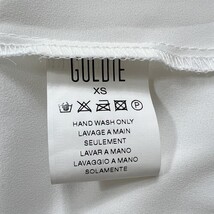 GOLDIE
XS
P
HAND WASH ONLY
LAVAGE A MAIN
SEULEMENT
LAVAR A MANO
LAVAGGIO A MANO
SOLAMENTE